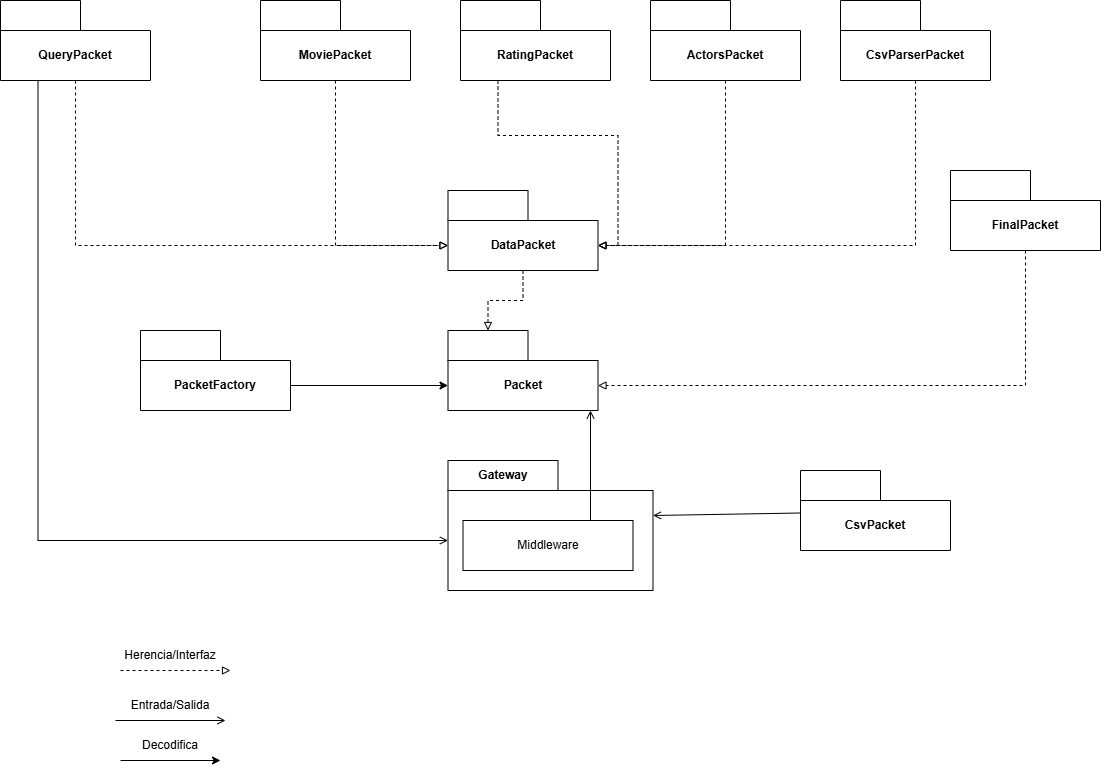 QueryPacket
MoviePacket
RatingPacket
ActorsPacket
CsvParserPacket
FinalPacket
DataPacket
PacketFactory
Packet
Gateway
Middleware
CsvPacket
Herencia/Interfaz
Entrada/Salida
Decodifica